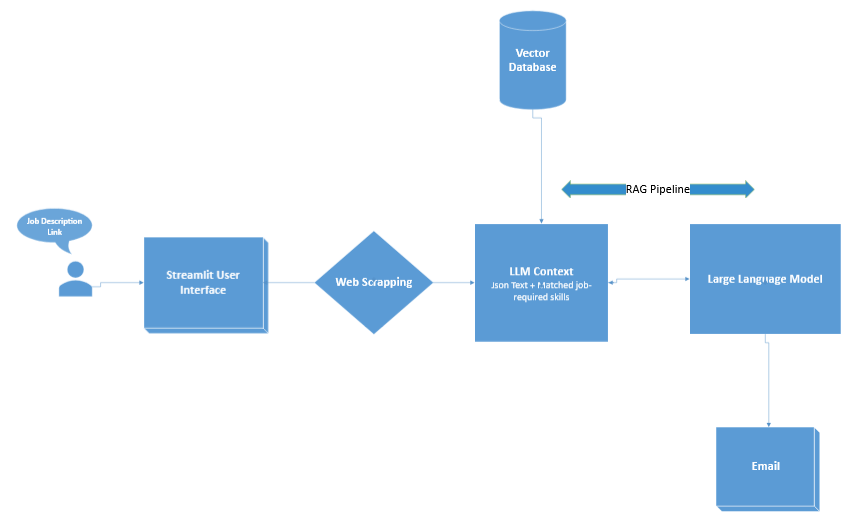 Vector
Database
RAG Pipeline
Job Description
Link
Streamlit User
Interface
Web Scrapping
LLM Context
Json Text + Matched job-
required skills
Large Language Model
Email